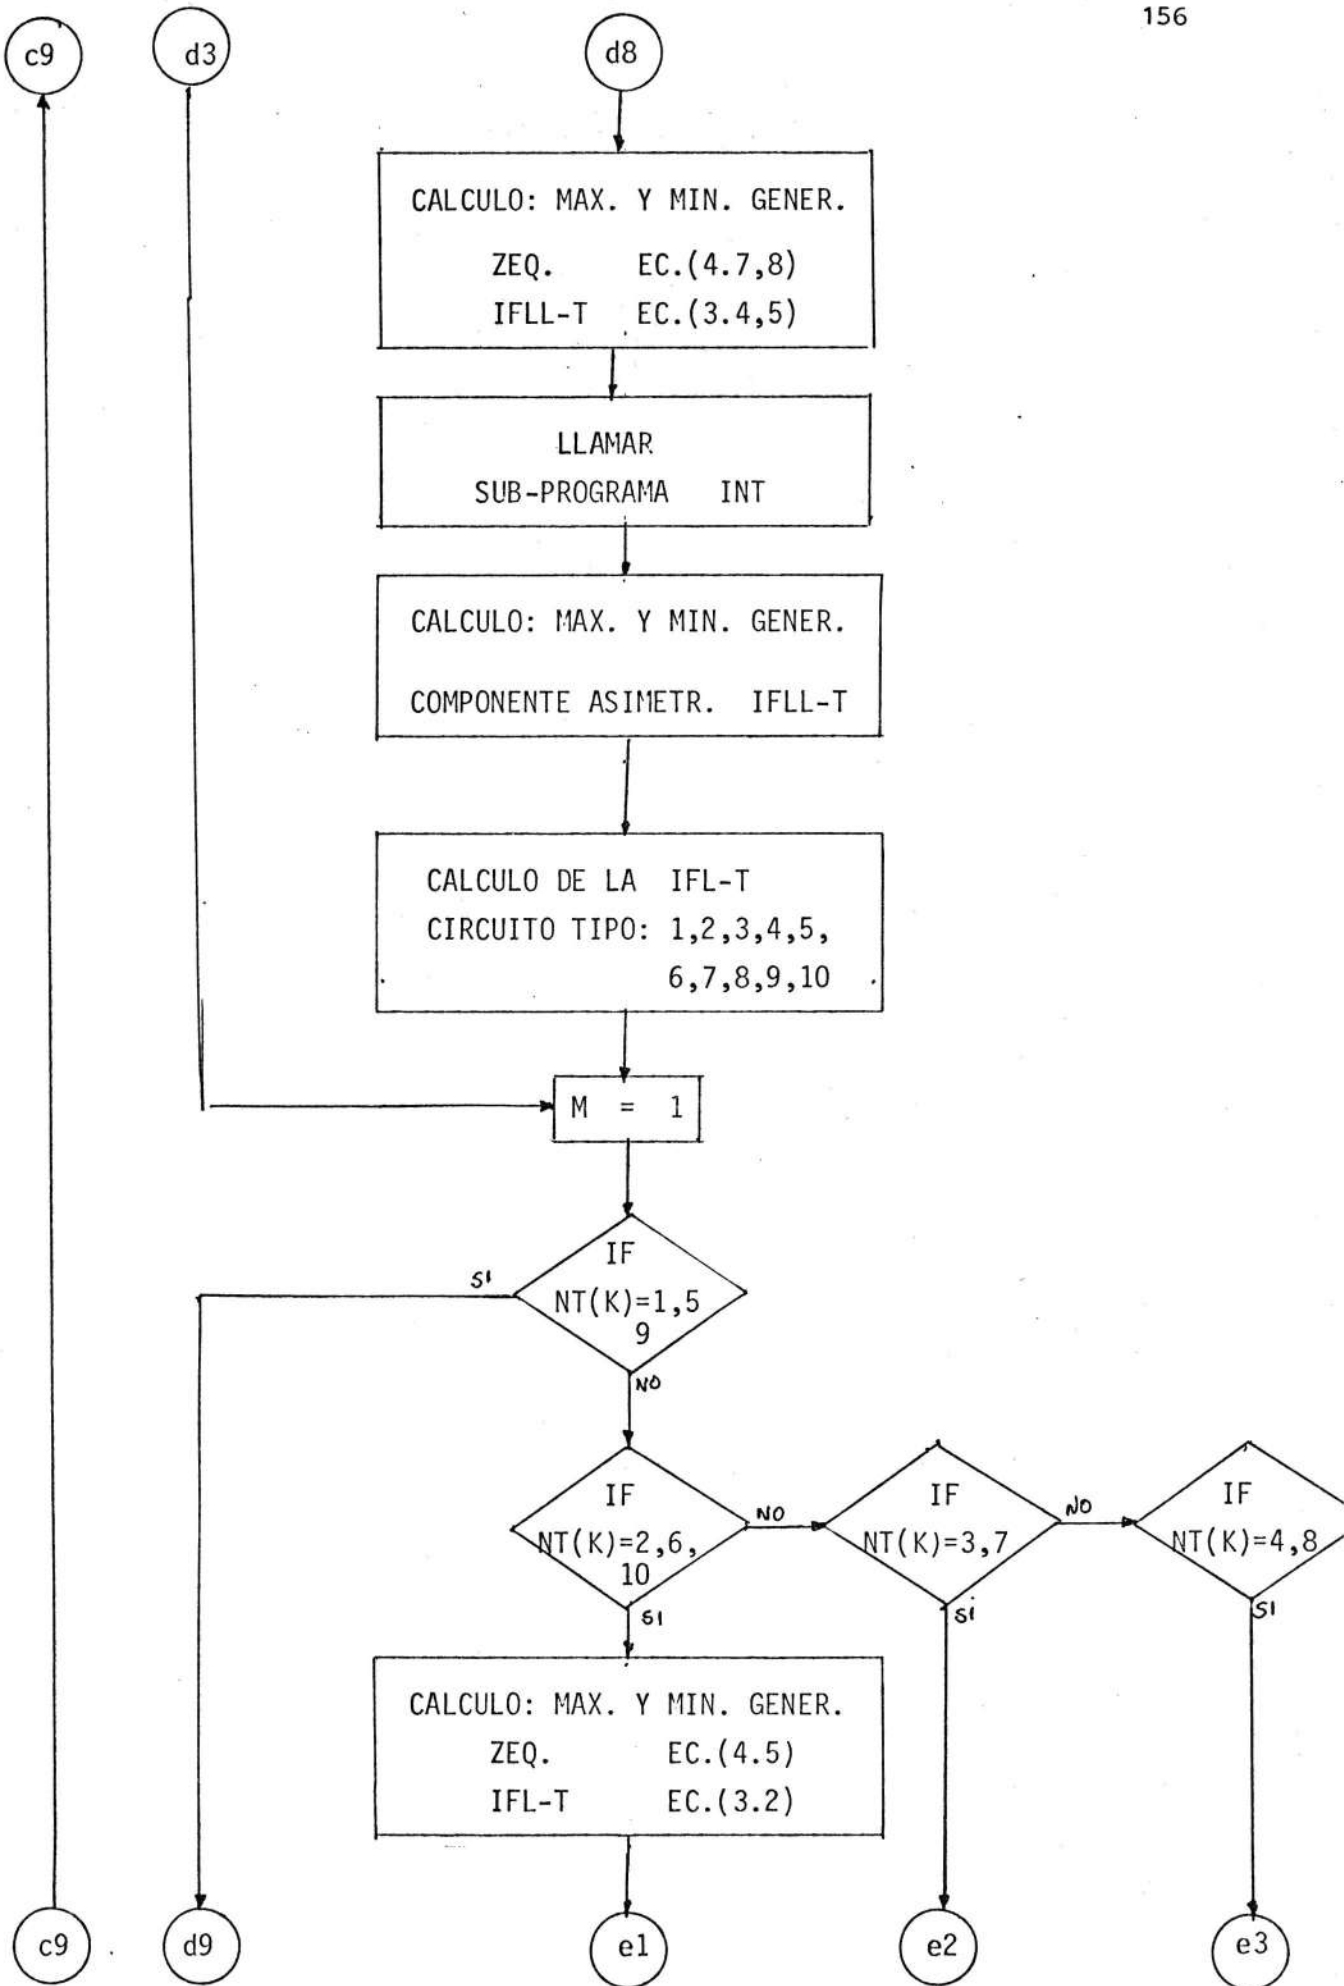 156
c9
d3
d8
CALCULO: MAX. Y MIN. GENER.
ZEQ. EC.(4.7,8)
IFLL-T EC.(3.4,5)
LLAMAR
SUB-PROGRAMA INT
CALCULO: MAX. Y MIN. GENER.
COMPONENTE ASIMETR. IFLL-T
CALCULO DE LA IFL-T
CIRCUITO TIPO: 1,2,3,4,5,
6,7,8,9,10
M = 1
IF
NT(K)=1,5
9
SI
NO
IF
NT(K)=2,6,
10
NO
SI
IF
NT(K)=3,7
NO
SI
IF
NT(K)=4,8
SI
CALCULO: MAX. Y MIN. GENER.
ZEQ. EC.(4.5)
IFL-T EC.(3.2)
c9
d9
e1
e2
e3